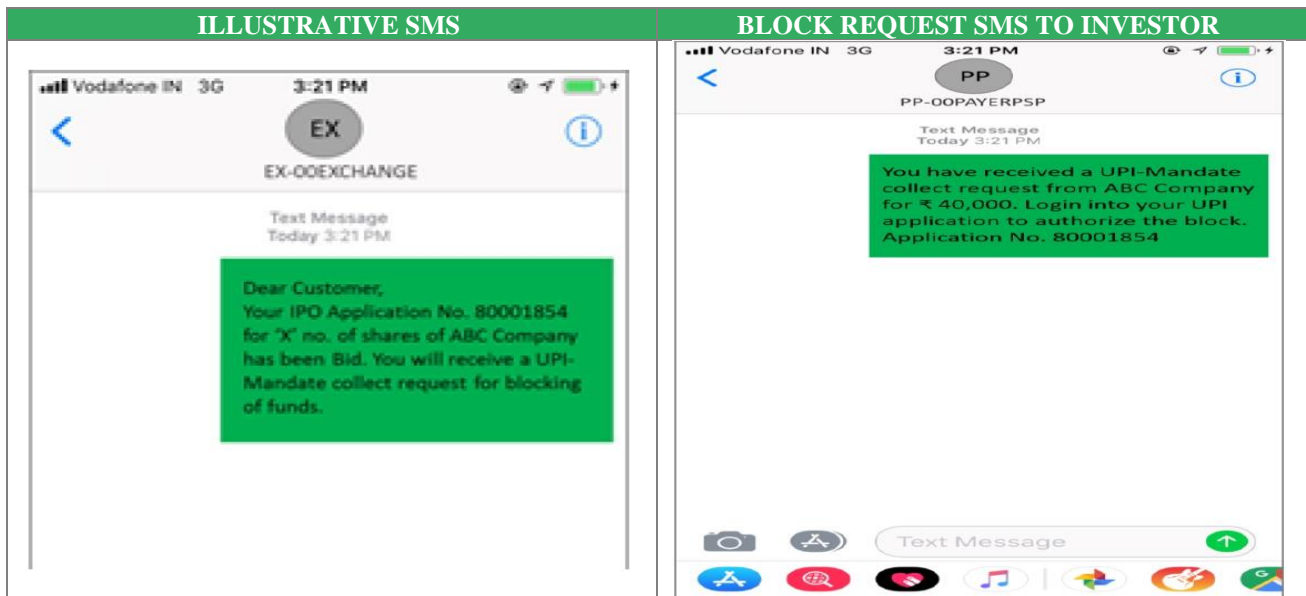 ILLUSTRATIVE SMS
Vodafone IN 3G 3:21 PM
EX
EX-00EXCHANGE
Text Message
Today 3:21 PM
Dear Customer,
Your IPO Application No. 80001854
for 'X' no. of shares of ABC Company
has been Bid. You will receive a UPI-
Mandate collect request for blocking
of funds.
BLOCK REQUEST SMS TO INVESTOR
Vodafone IN 3G 3:21 PM
PP
PP-00PAYERPSP
Text Message
Today 3:21 PM
You have received a UPI-Mandate
collect request from ABC Company
for ₹ 40,000. Login into your UPI
application to authorize the block.
Application No. 80001854
Text Message
G